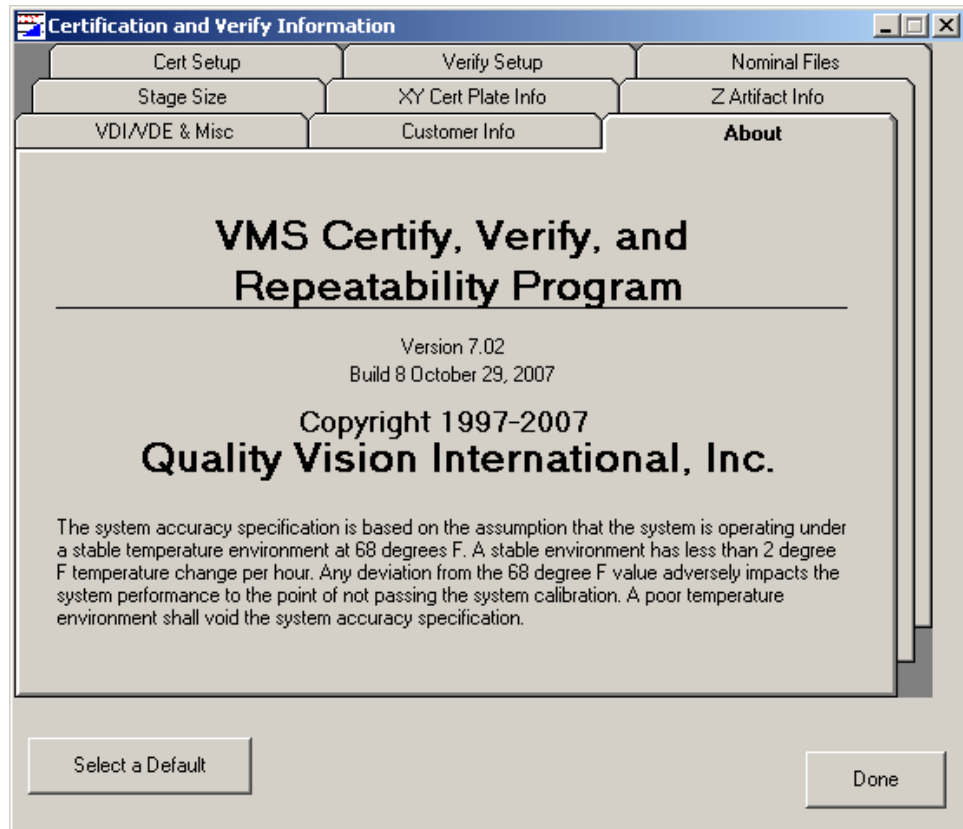 Certification and Verify Information
Cert Setup
Verify Setup
Nominal Files
Stage Size
XY Cert Plate Info
Z Artifact Info
VDI/VDE & Misc
Customer Info
About
VMS Certify, Verify, and
Repeatability Program
Version 7.02
Build 8 October 29, 2007
Copyright 1997-2007
Quality Vision International, Inc.
The system accuracy specification is based on the assumption that the system is operating under
a stable temperature environment at 68 degrees F. A stable environment has less than 2 degree
F temperature change per hour. Any deviation from the 68 degree F value adversely impacts the
system performance to the point of not passing the system calibration. A poor temperature
environment shall void the system accuracy specification.
Select a Default
Done